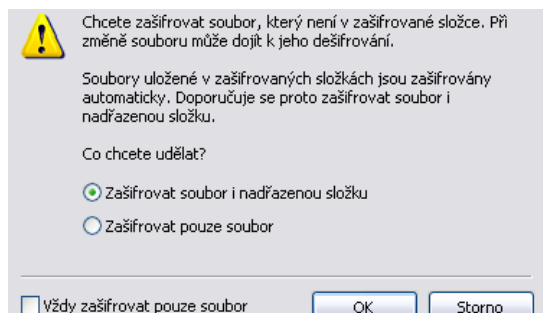 Chcete zašifrovat soubor, který není v zašifrované složce. Při
změně souboru může dojít k jeho dešifrování.
Soubory uložené v zašifrovaných složkách jsou zašifrovány
automaticky. Doporučuje se proto zašifrovat soubor i
nadřazenou složku.
Co chcete udělat?
Zašifrovat soubor i nadřazenou složku
Zašifrovat pouze soubor
Vždy zašifrovat pouze soubor OK Storno